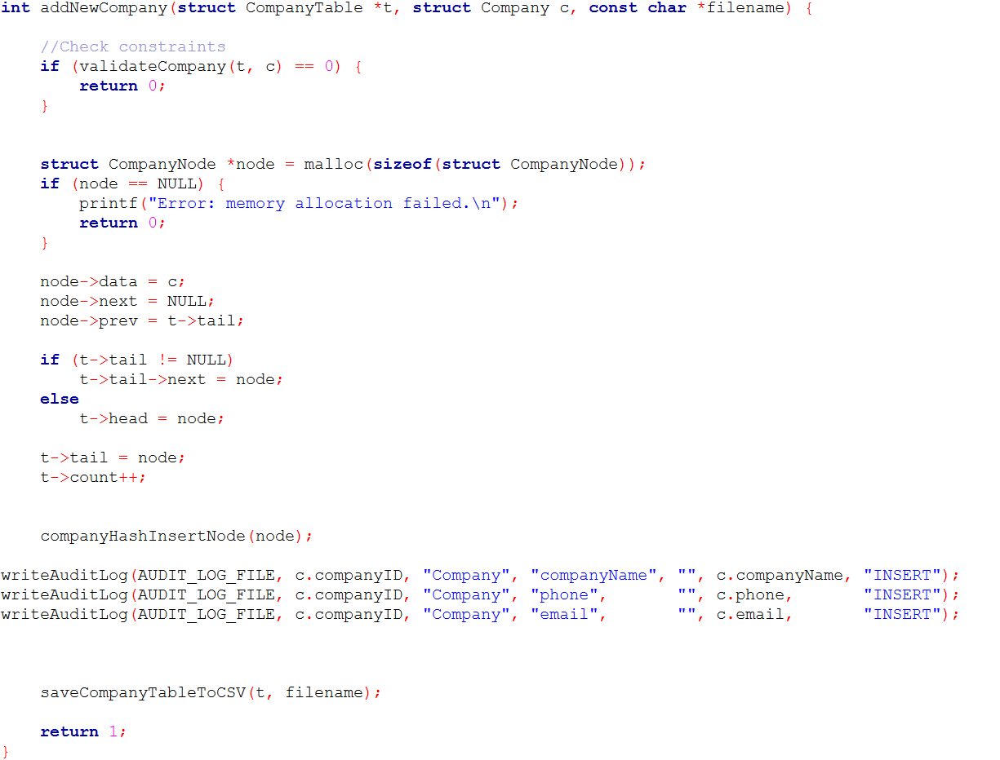 int addNewCompany(struct CompanyTable *t, struct Company c, const char *filename) {
    //Check constraints
    if (validateCompany(t, c) == 0) {
        return 0;
    }
    struct CompanyNode *node = malloc(sizeof(struct CompanyNode));
    if (node == NULL) {
        printf("Error: memory allocation failed.\n");
        return 0;
    }
    node->data = c;
    node->next = NULL;
    node->prev = t->tail;
    if (t->tail != NULL)
        t->tail->next = node;
    else
        t->head = node;
    t->tail = node;
    t->count++;
    companyHashInsertNode(node);
writeAuditLog(AUDIT_LOG_FILE, c.companyID, "Company", "companyName", "", c.companyName, "INSERT");
writeAuditLog(AUDIT_LOG_FILE, c.companyID, "Company", "phone",       "", c.phone,       "INSERT");
writeAuditLog(AUDIT_LOG_FILE, c.companyID, "Company", "email",       "", c.email,       "INSERT");
    saveCompanyTableToCSV(t, filename);
    return 1;
}